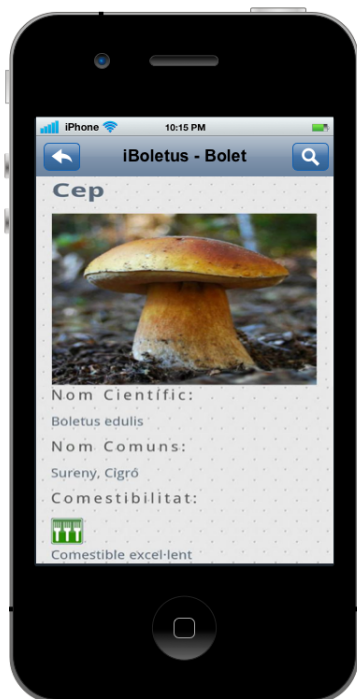 iPhone 10:15 PM
iBoletus - Bolet
Cep
Nom Científic:
Boletus edulis
Nom Comuns:
Sureny, Cigró
Comestibilitat:
Comestible excel·lent